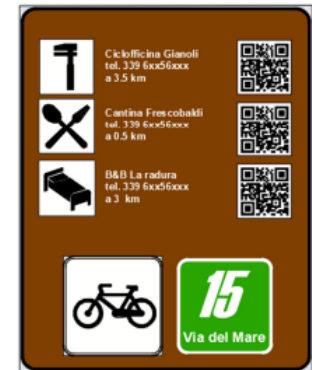 Ciclofficina Gianoli
tel. 339 6xx56xxx
a 3.5 km
Cantina Frescobaldi
tel. 339 6xx56xxx
a 0.5 km
B&B La radura
tel. 339 6xx56xxx
a 3 km
15
Via del Mare